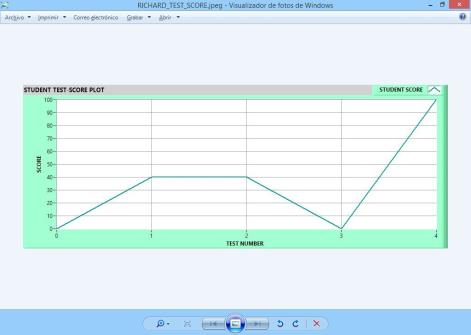 RICHARD_TEST_SCORE.jpeg - Visualizador de fotos de Windows
Archivo Imprimir Correo electrónico Grabar Abrir
STUDENT TEST-SCORE PLOT STUDENT SCORE
100
90
80
70
60
50
40
30
20
10
0
SCORE
0 1 2 3 4
TEST NUMBER